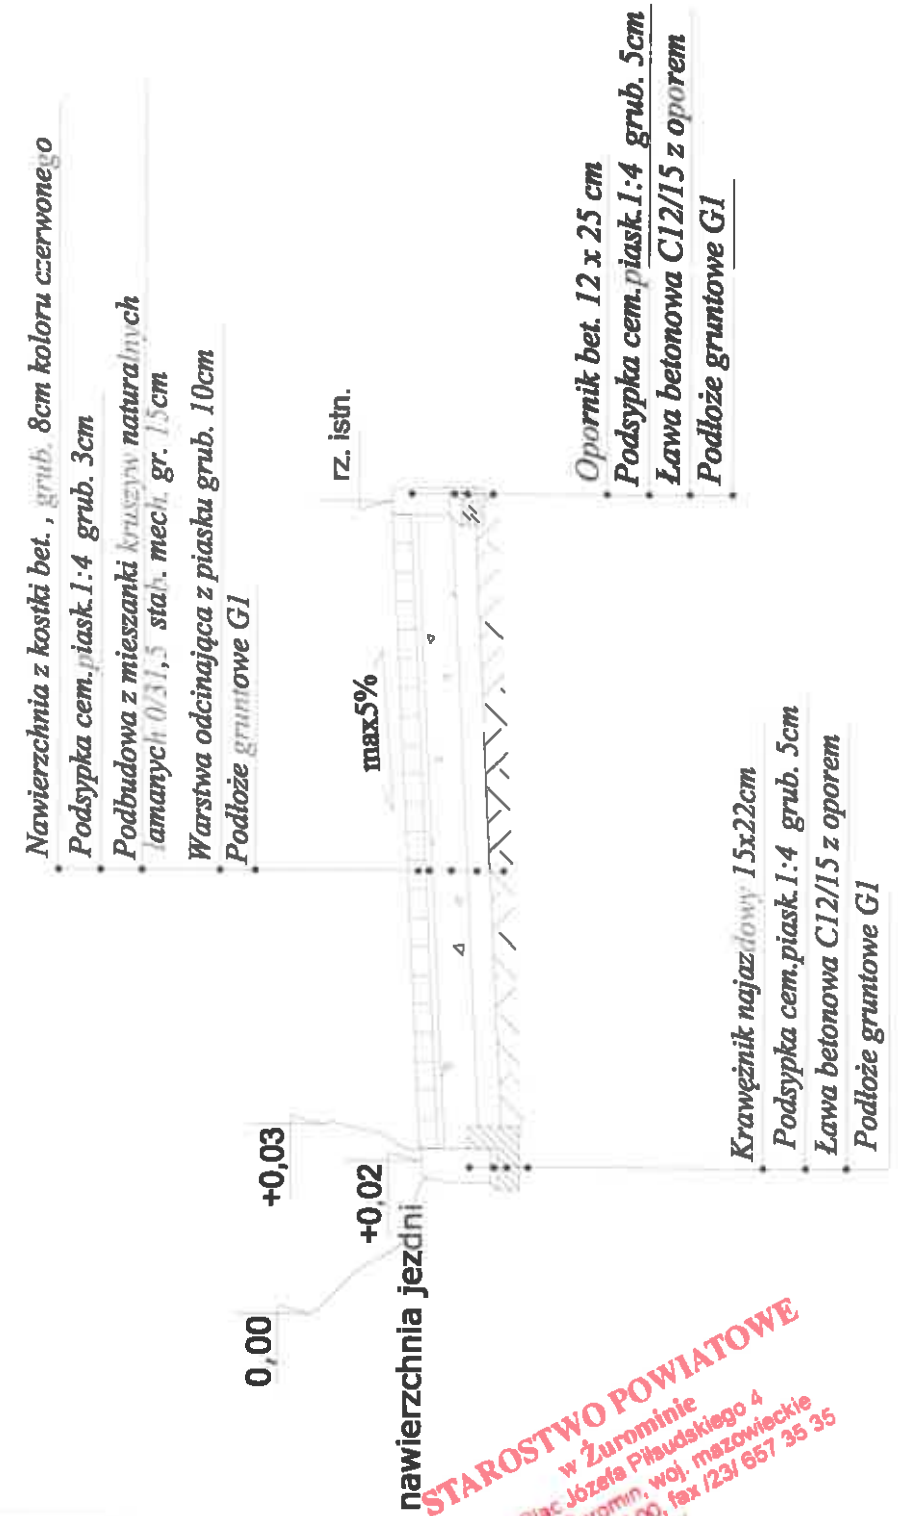 Nawierzchnia z kostki bet. , grub. 8cm koloru czerwonego
Podsypka cem.piask.1:4 grub. 3cm
Podbudowa z mieszanki kruszyw naturalnych
łamanych 0/31,5 stab. mech. gr. 15cm
Warstwa odcinająca z piasku grub. 10cm
Podłoże gruntowe G1
0,00
+0,03
+0,02
nawierzchnia jezdni
max5%
rz. istn.
Krawężnik najazdowy 15x22cm
Podsypka cem.piask.1:4 grub. 5cm
Ława betonowa C12/15 z oporem
Podłoże gruntowe G1
Opornik bet. 12 x 25 cm
Podsypka cem.piask.1:4 grub. 5cm
Ława betonowa C12/15 z oporem
Podłoże gruntowe G1
STAROSTWO POWIATOWE
w Żurominie
Józefa Piłsudskiego 4
woj. mazowieckie
fax /23/ 657 35 35